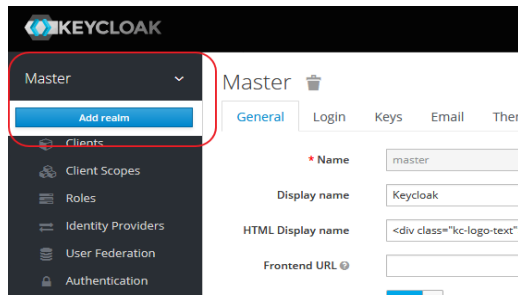 KEYCLOAK
Master
Add realm
Clients
Client Scopes
Roles
Identity Providers
User Federation
Authentication
Master
General Login Keys Email
* Name master
Display name Keycloak
HTML Display name <div class="kc-logo-text"
Frontend URL